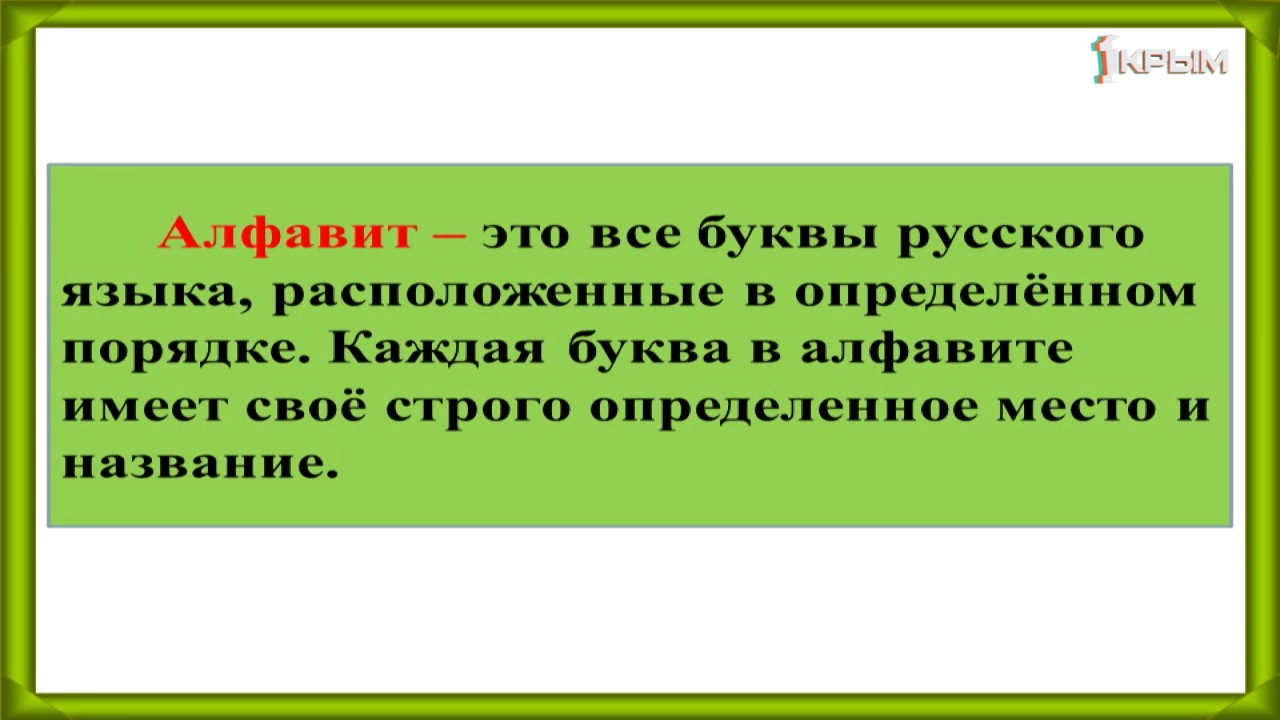 1КРЫМ
Алфавит – это все буквы русского
языка, расположенные в определённом
порядке. Каждая буква в алфавите
имеет своё строго определенное место и
название.